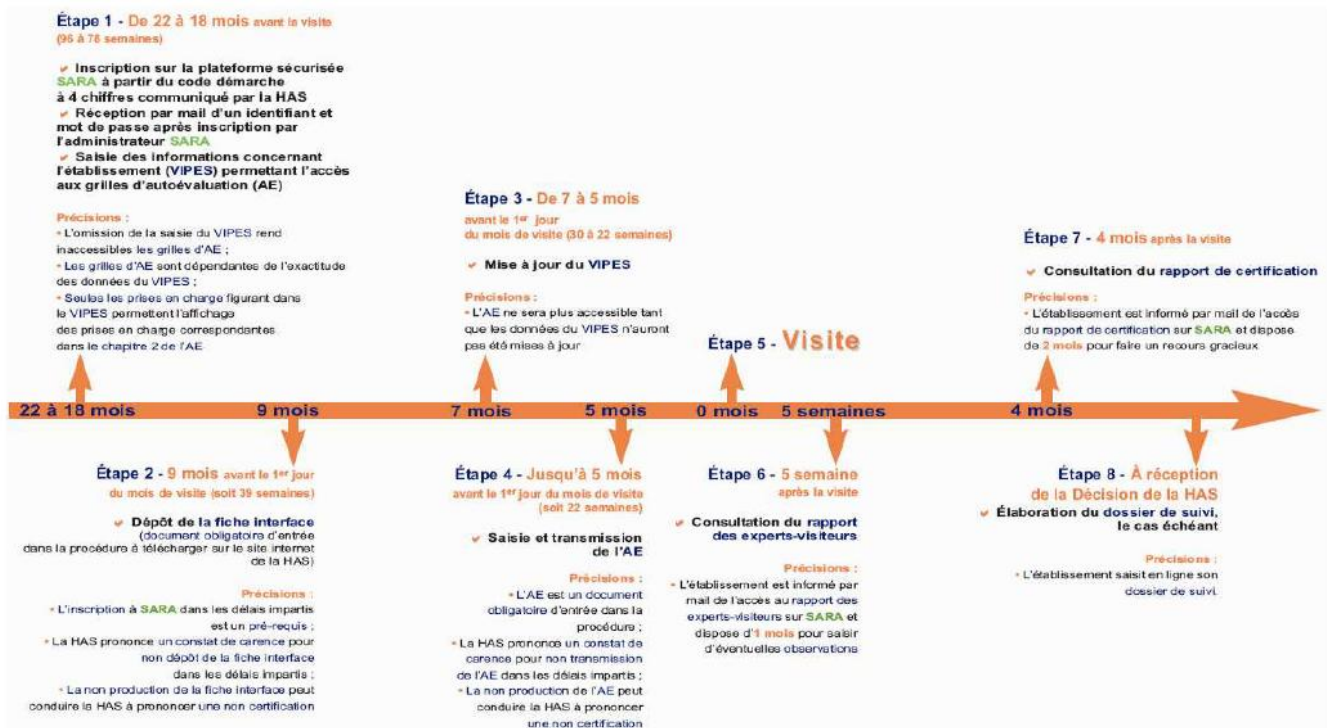 Étape 1 - De 22 à 18 mois avant la visite
(96 à 78 semaines)
✓ Inscription sur la plateforme sécurisée
SARA à partir du code démarche
à 4 chiffres communiqué par la HAS
✓ Réception par mail d'un identifiant et
mot de passe après inscription par
l'administrateur SARA
✓ Saisie des informations concernant
l'établissement (VIPES) permettant l'accès
aux grilles d'autoévaluation (AE)
Précisions :
• L'omission de la saisie du VIPES rend
inaccessibles les grilles d'AE ;
• Les grilles d'AE sont dépendantes de l'exactitude
des données du VIPES ;
• Seules les prises en charge figurant dans
le VIPES permettent l'affichage
des prises en charge correspondantes
dans le chapitre 2 de l'AE
Étape 3 - De 7 à 5 mois
avant le 1er jour
du mois de visite (30 à 22 semaines)
✓ Mise à jour du VIPES
Précisions :
• L'AE ne sera plus accessible tant
que les données du VIPES n'auront
pas été mises à jour
Étape 5 - Visite
Étape 7 - 4 mois après la visite
✓ Consultation du rapport de certification
Précisions :
• L'établissement est informé par mail de l'accès
du rapport de certification sur SARA et dispose
de 2 mois pour faire un recours gracieux
22 à 18 mois 9 mois 7 mois 5 mois 0 mois 5 semaines 4 mois
Étape 2 - 9 mois avant le 1er jour
du mois de visite (soit 39 semaines)
✓ Dépôt de la fiche interface
(document obligatoire d'entrée
dans la procédure à télécharger sur le site internet
de la HAS)
Précisions :
• L'inscription à SARA dans les délais impartis
est un pré-requis ;
• La HAS prononce un constat de carence pour
non dépôt de la fiche interface
dans les délais impartis ;
• La non production de la fiche interface peut
conduire la HAS à prononcer une non certification
Étape 4 - Jusqu'à 5 mois
avant le 1er jour du mois de visite
(soit 22 semaines)
✓ Saisie et transmission
de l'AE
Précisions :
• L'AE est un document
obligatoire d'entrée dans la
procédure ;
• La HAS prononce un constat de
carence pour non transmission
de l'AE dans les délais impartis ;
• La non production de l'AE peut
conduire la HAS à prononcer
une non certification
Étape 6 - 5 semaine
après la visite
✓ Consultation du rapport
des experts-visiteurs
Précisions :
• L'établissement est informé par
mail de l'accès au rapport des
experts-visiteurs sur SARA et
dispose d'1 mois pour saisir
d'éventuelles observations
Étape 8 - À réception
de la Décision de la HAS
✓ Élaboration du dossier de suivi,
le cas échéant
Précisions :
• L'établissement saisit en ligne son
dossier de suivi.